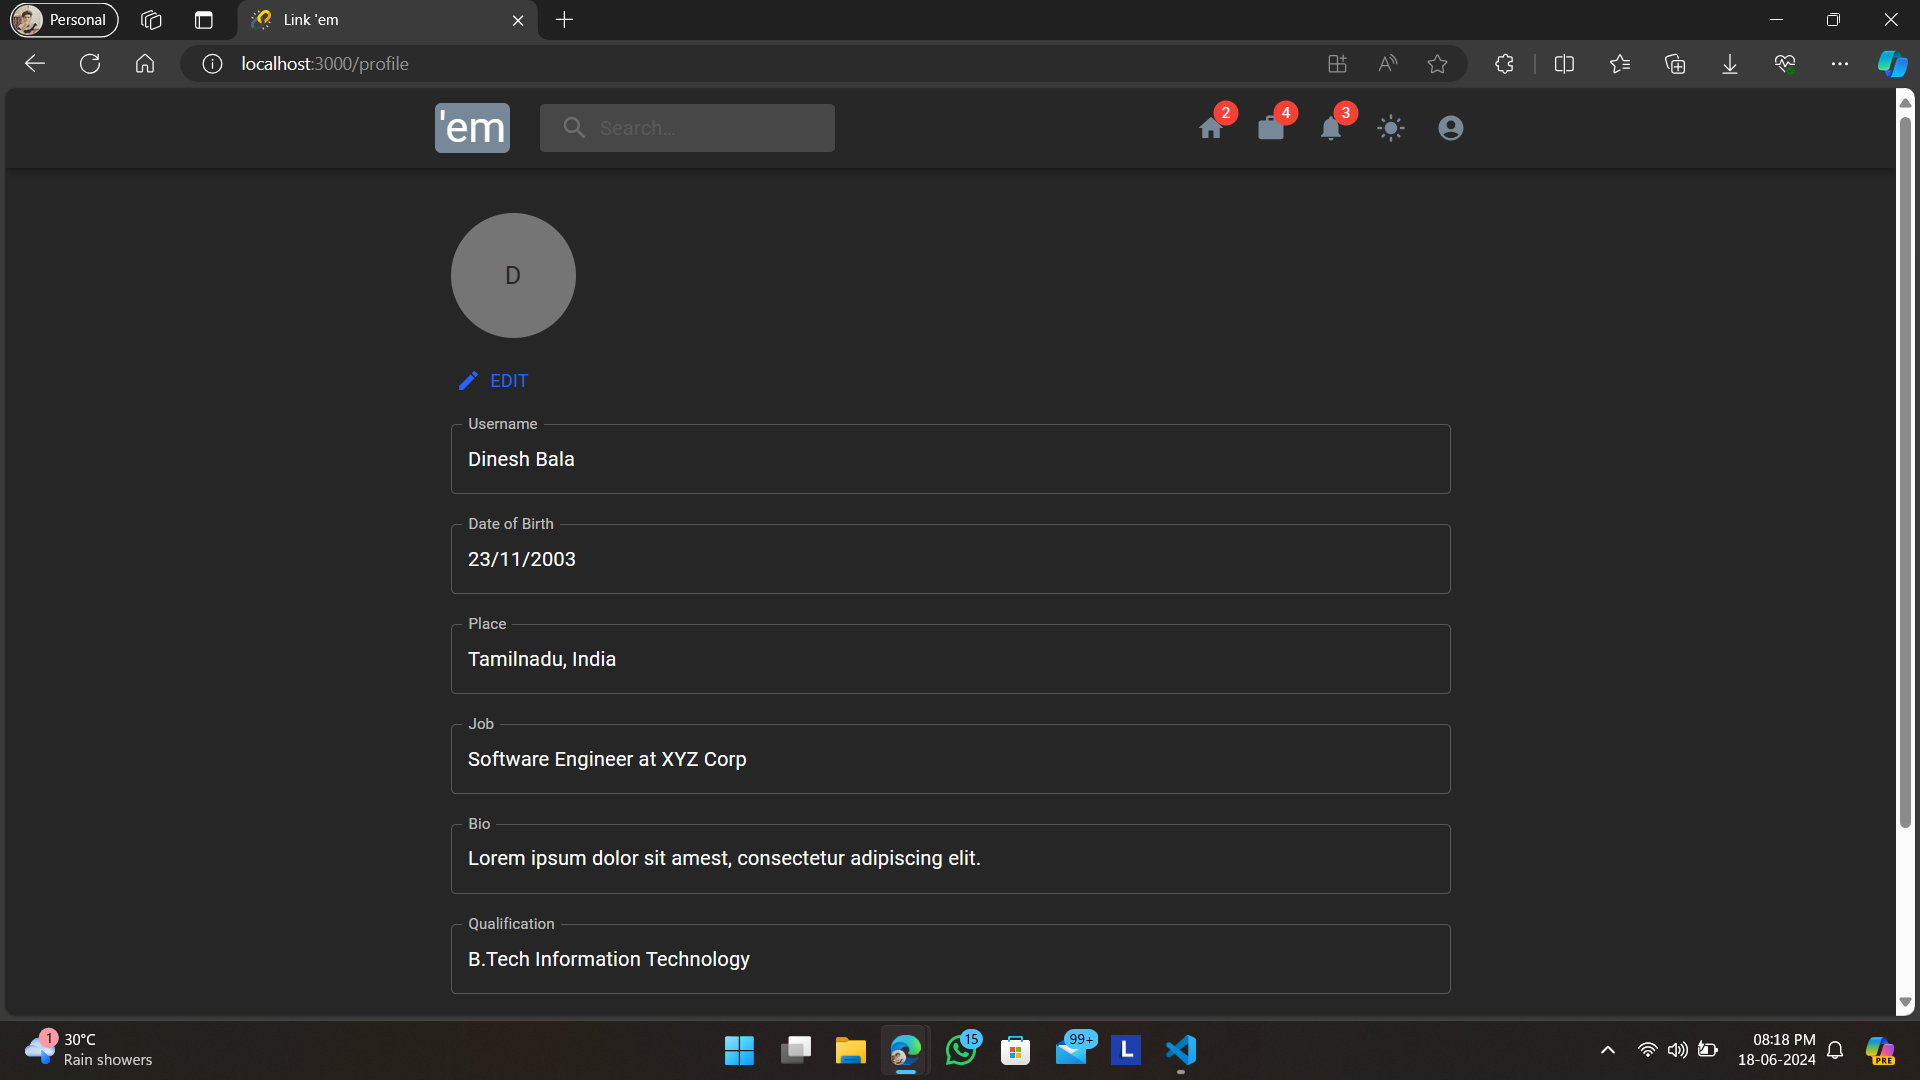 Personal
Link 'em
localhost:3000/profile
'em
Search...
2
4
3
D
EDIT
Username
Dinesh Bala
Date of Birth
23/11/2003
Place
Tamilnadu, India
Job
Software Engineer at XYZ Corp
Bio
Lorem ipsum dolor sit amest, consectetur adipiscing elit.
Qualification
B.Tech Information Technology
1
30°C
Rain showers
15
99+
L
08:18 PM
18-06-2024
PRE